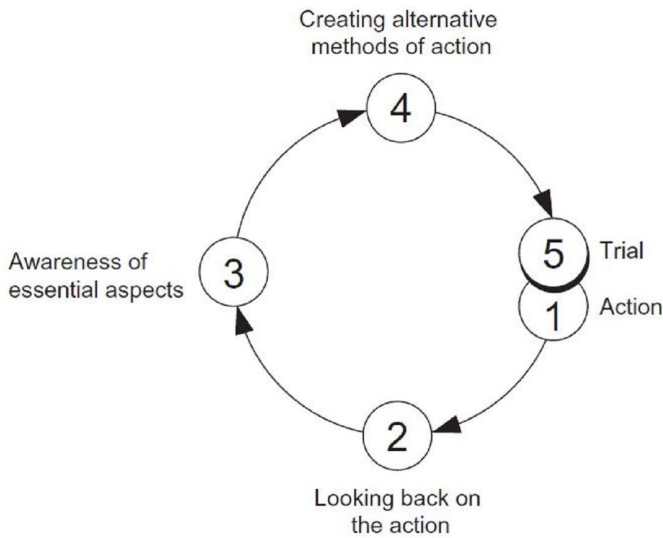 Creating alternative
methods of action
4
5
Trial
Awareness of
essential aspects
3
1
Action
2
Looking back on
the action